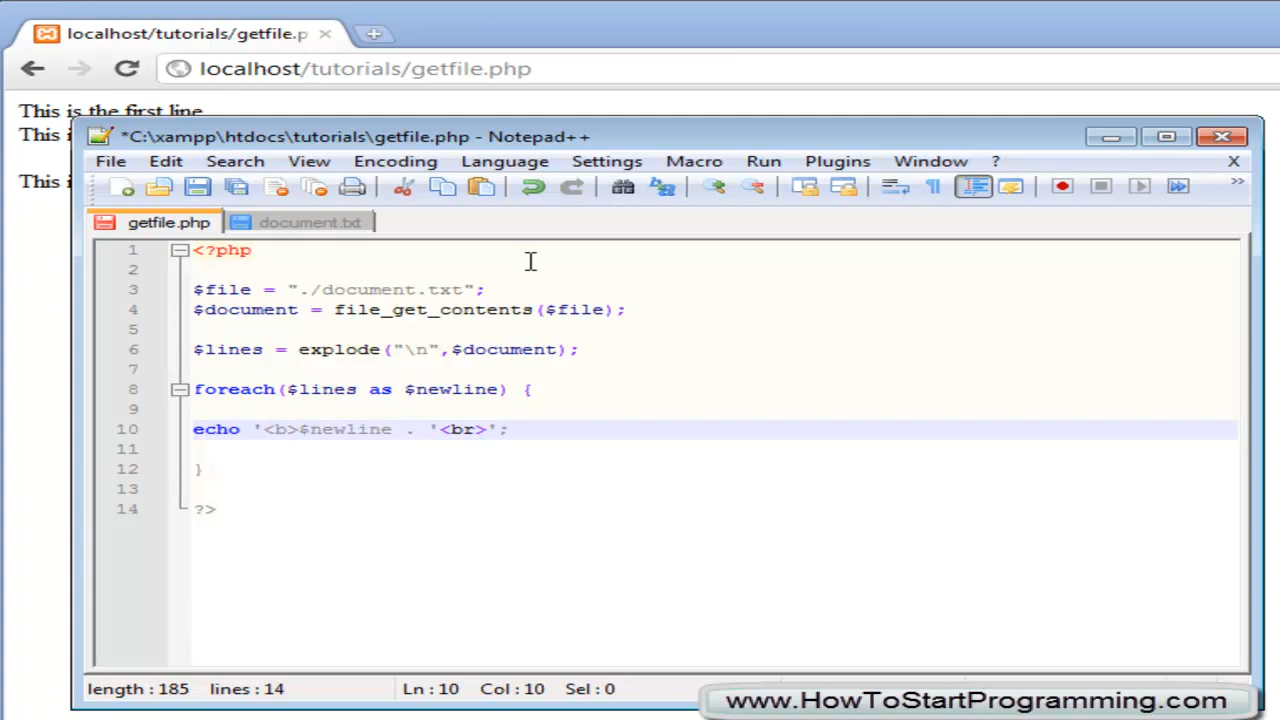 localhost/tutorials/getfile.p
localhost/tutorials/getfile.php
This is the first line
This i
This i
*C:\xampp\htdocs\tutorials\getfile.php - Notepad++
File Edit Search View Encoding Language Settings Macro Run Plugins Window ? X
getfile.php document.txt
1 <?php
2
3 $file = "./document.txt";
4 $document = file_get_contents($file);
5
6 $lines = explode("\n",$document);
7
8 foreach($lines as $newline) {
9
10 echo '<b>$newline . '<br>';
11
12 }
13
14 ?>
length : 185 lines : 14 Ln : 10 Col : 10 Sel : 0
www.HowToStartProgramming.com